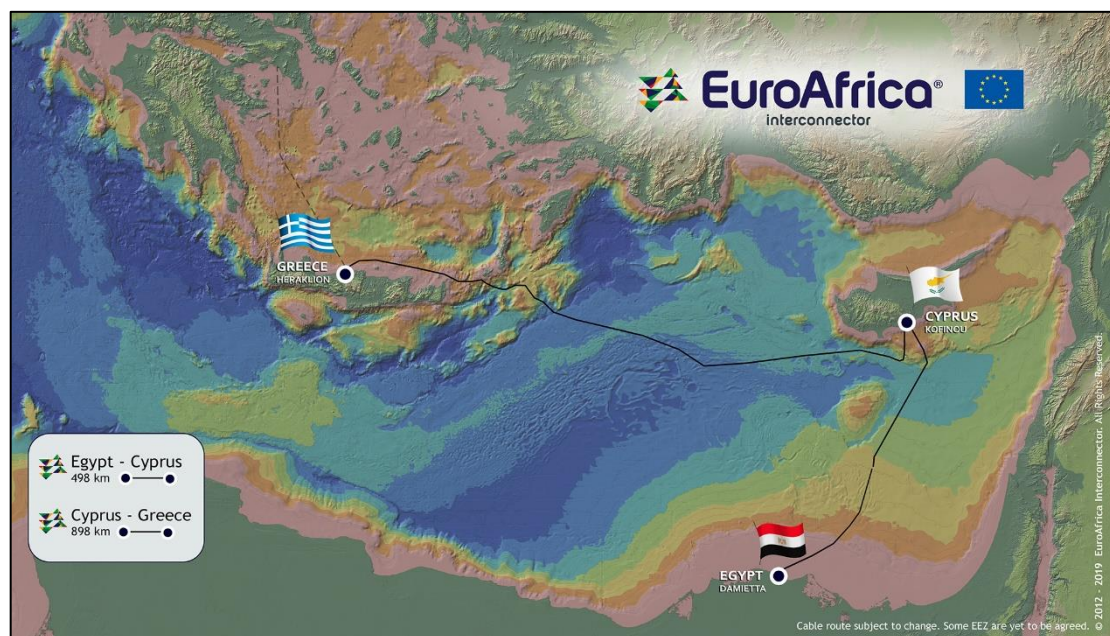 EuroAfrica®
interconnector
GREECE
HERAKLION
CYPRUS
KOFINOU
Egypt - Cyprus
498 km
Cyprus - Greece
898 km
EGYPT
DAMIETTA
Cable route subject to change. Some EEZ are yet to be agreed.
© 2012 - 2019 EuroAfrica Interconnector. All Rights Reserved.